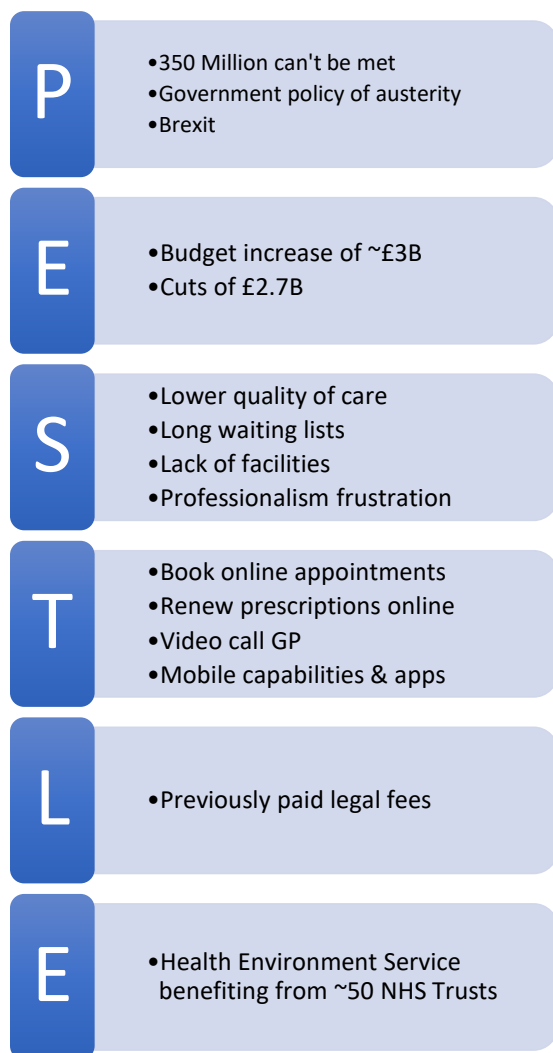 P
•350 Million can't be met
•Government policy of austerity
•Brexit
E
•Budget increase of ~£3B
•Cuts of £2.7B
S
•Lower quality of care
•Long waiting lists
•Lack of facilities
•Professionalism frustration
T
•Book online appointments
•Renew prescriptions online
•Video call GP
•Mobile capabilities & apps
L
•Previously paid legal fees
E
•Health Environment Service
benefiting from ~50 NHS Trusts